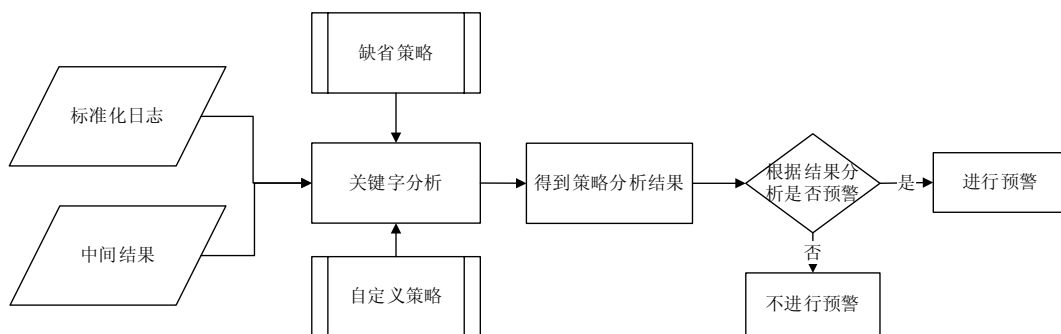 缺省策略
标准化日志
关键字分析
得到策略分析结果
根据结果分
析是否预警
是
进行预警
中间结果
否
自定义策略
不进行预警